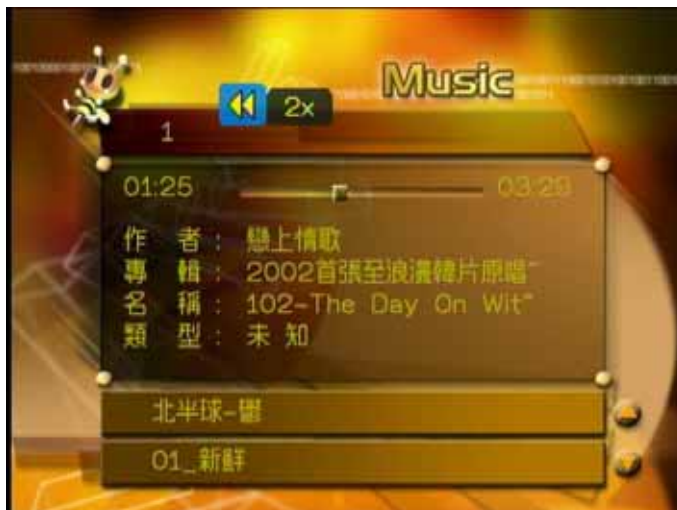 Music
2x
1
01:25 03:29
作 者: 戀上情歌
專 輯: 2002首張至浪漫韓片原唱~
名 稱: 102-The Day On Wit~
類 型: 未 知
北半球-鬱
01_新鮮